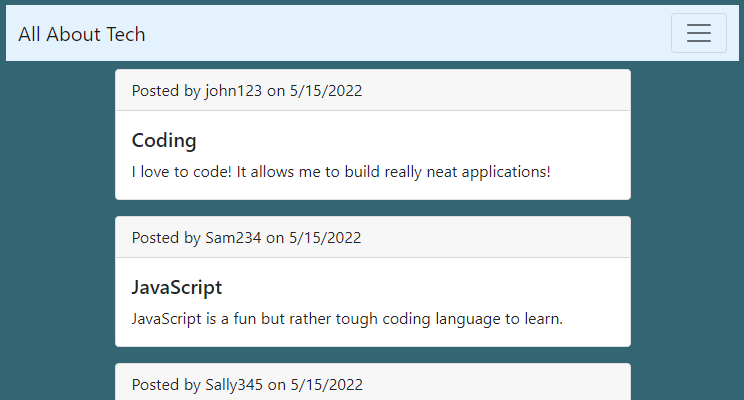 All About Tech
Posted by john123 on 5/15/2022
Coding
I love to code! It allows me to build really neat applications!
Posted by Sam234 on 5/15/2022
JavaScript
JavaScript is a fun but rather tough coding language to learn.
Posted by Sally345 on 5/15/2022